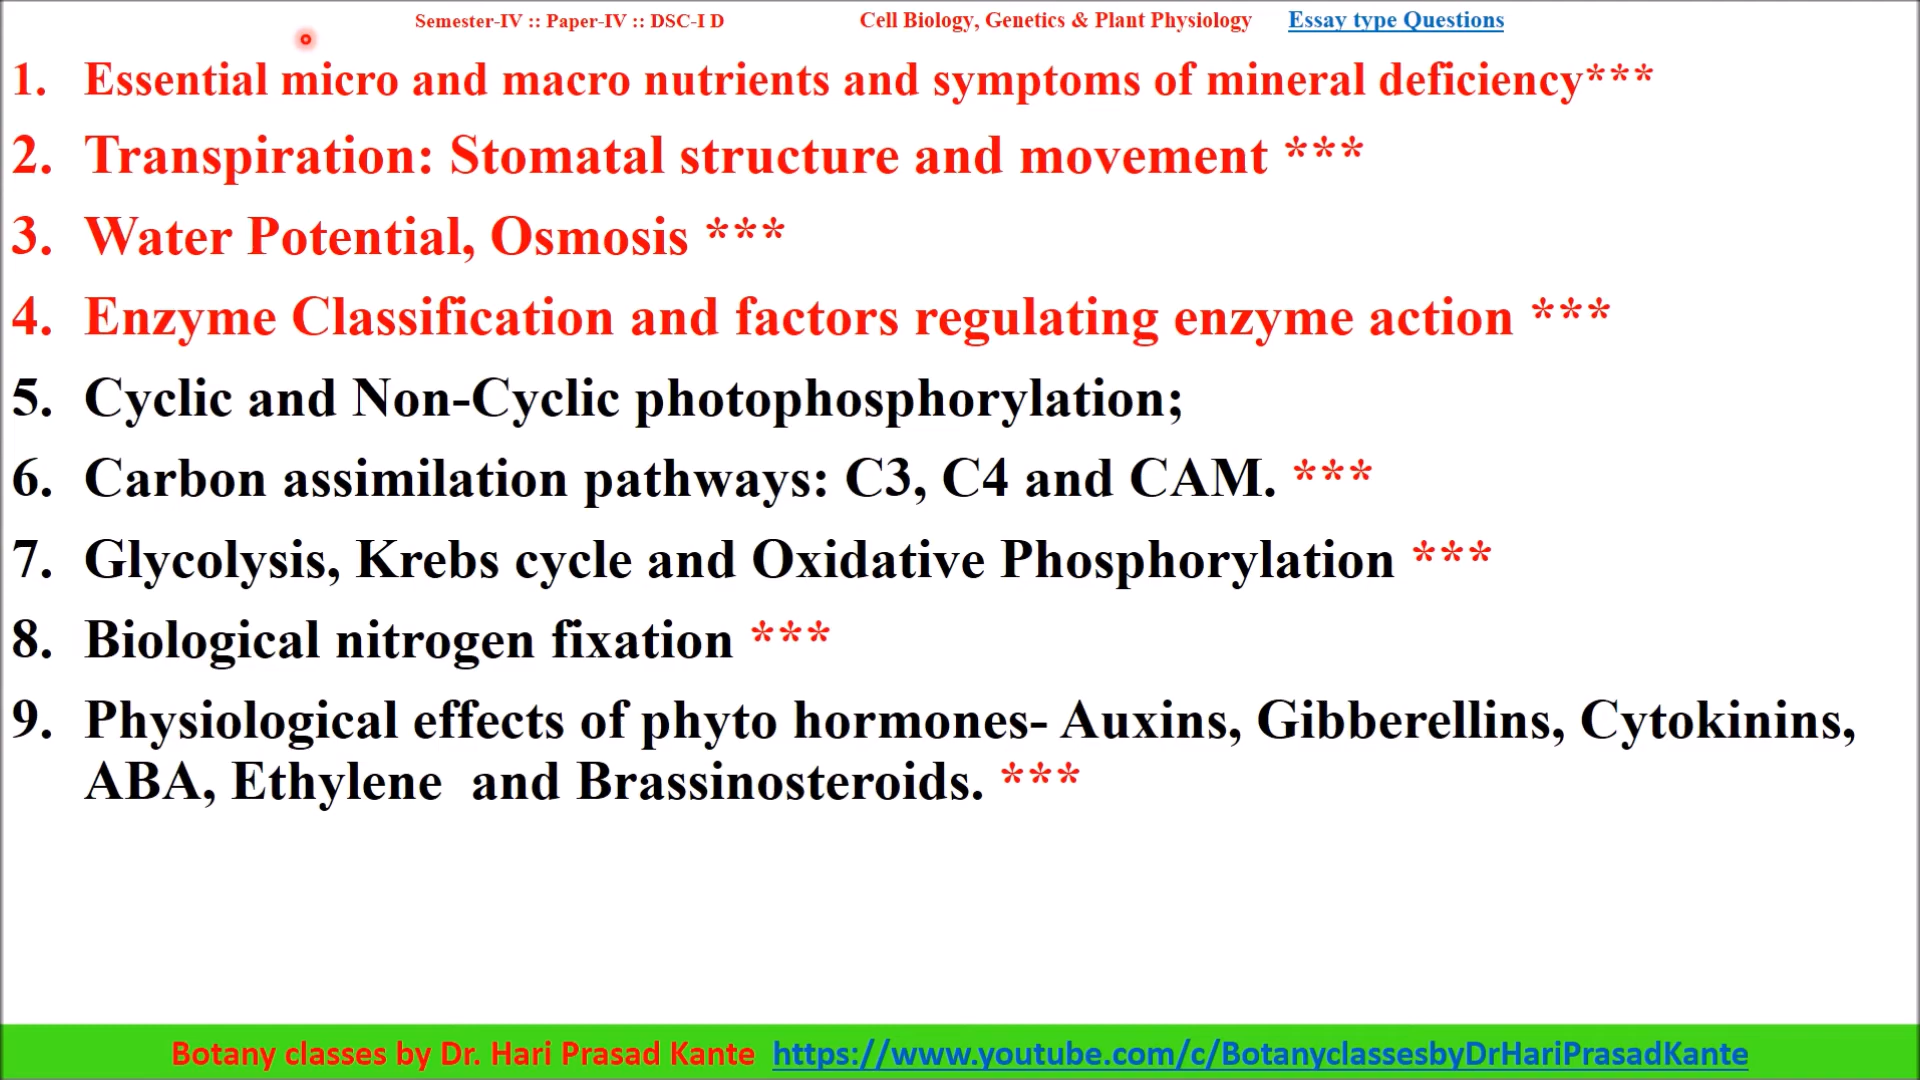 Semester-IV :: Paper-IV :: DSC-I D Cell Biology, Genetics & Plant Physiology Essay type Questions
1. Essential micro and macro nutrients and symptoms of mineral deficiency***
2. Transpiration: Stomatal structure and movement ***
3. Water Potential, Osmosis ***
4. Enzyme Classification and factors regulating enzyme action ***
5. Cyclic and Non-Cyclic photophosphorylation;
6. Carbon assimilation pathways: C3, C4 and CAM. ***
7. Glycolysis, Krebs cycle and Oxidative Phosphorylation ***
8. Biological nitrogen fixation ***
9. Physiological effects of phyto hormones- Auxins, Gibberellins, Cytokinins,
ABA, Ethylene and Brassinosteroids. ***
Botany classes by Dr. Hari Prasad Kante https://www.youtube.com/c/BotanyclassesbyDrHariPrasadKante